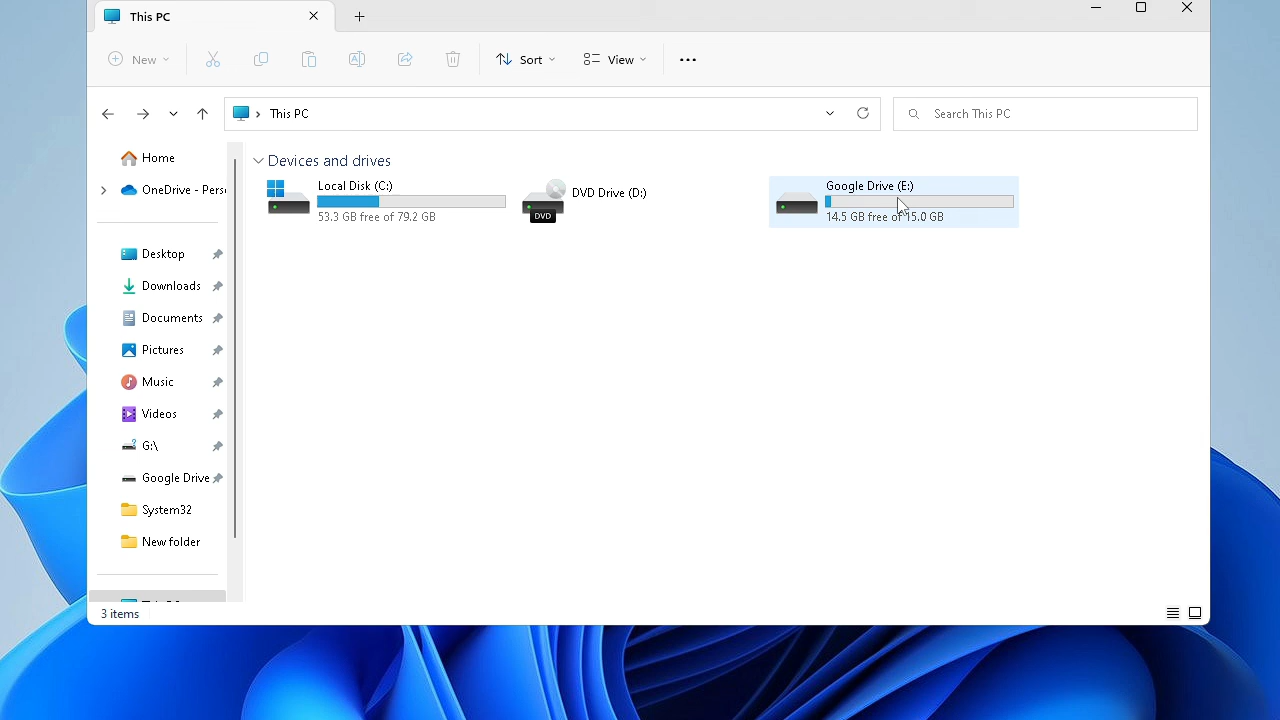 This PC
New
Sort
View
This PC
Search This PC
Home
OneDrive - Pers
Desktop
Downloads
Documents
Pictures
Music
Videos
G:\
Google Drive
System32
New folder
Devices and drives
Local Disk (C:)
53.3 GB free of 79.2 GB
DVD Drive (D:)
DVD
Google Drive (E:)
14.5 GB free of 15.0 GB
3 items